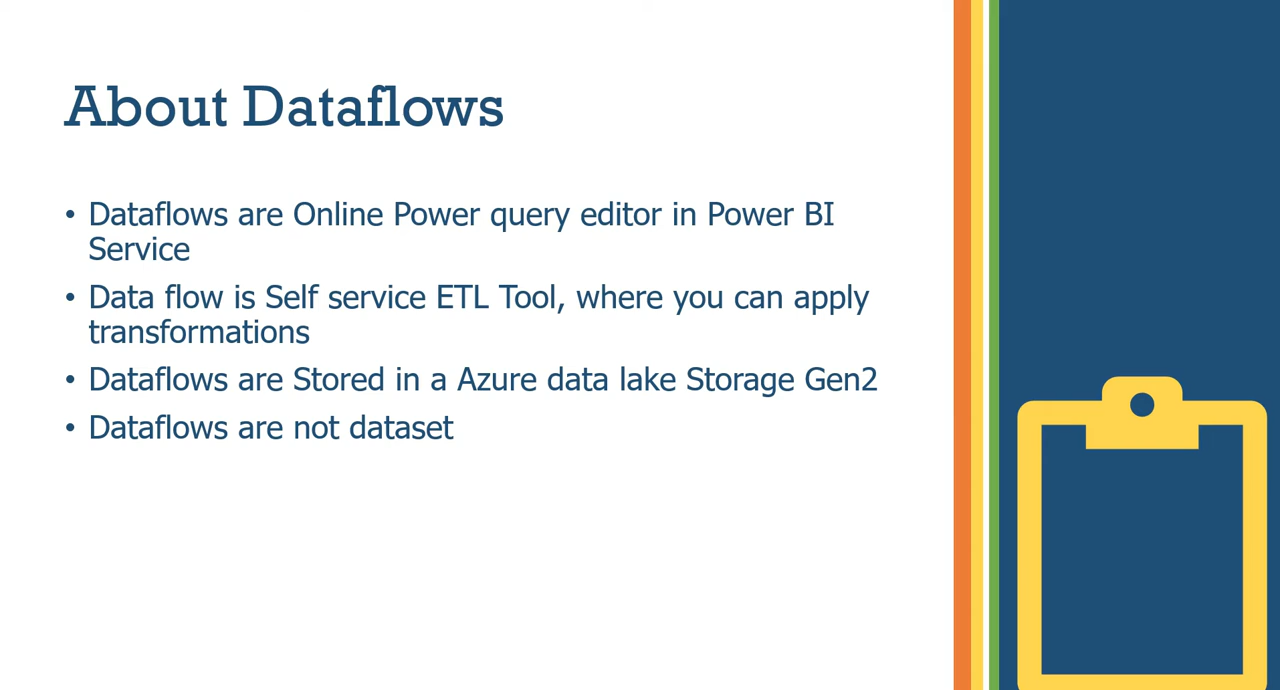 About Dataflows
• Dataflows are Online Power query editor in Power BI
Service
• Data flow is Self service ETL Tool, where you can apply
transformations
• Dataflows are Stored in a Azure data lake Storage Gen2
• Dataflows are not dataset